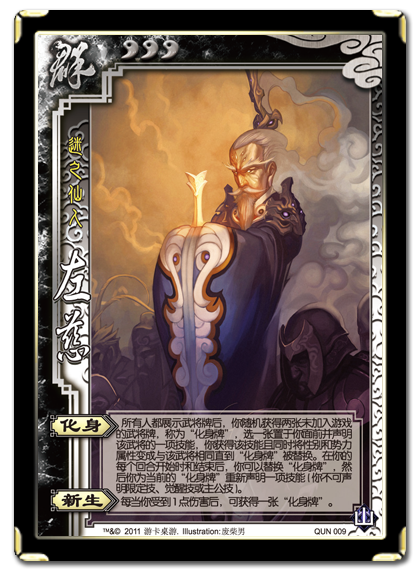 群
迷之仙人
左慈
化身
所有人都展示武将牌后，你随机获得两张未加入游戏
的武将牌，称为“化身牌”，选一张置于你面前并声明
该武将的一项技能，你获得该技能且同时将性别和势力
属性变成与该武将相同直到“化身牌”被替换。在你的
每个回合开始时和结束后，你可以替换“化身牌”，然
后你为当前的“化身牌”重新声明一项技能(你不可声
明限定技、觉醒技或主公技)。
新生
每当你受到1点伤害后，可获得一张“化身牌”。
山
™&© 2011 游卡桌游. Illustration:废柴男
QUN 009